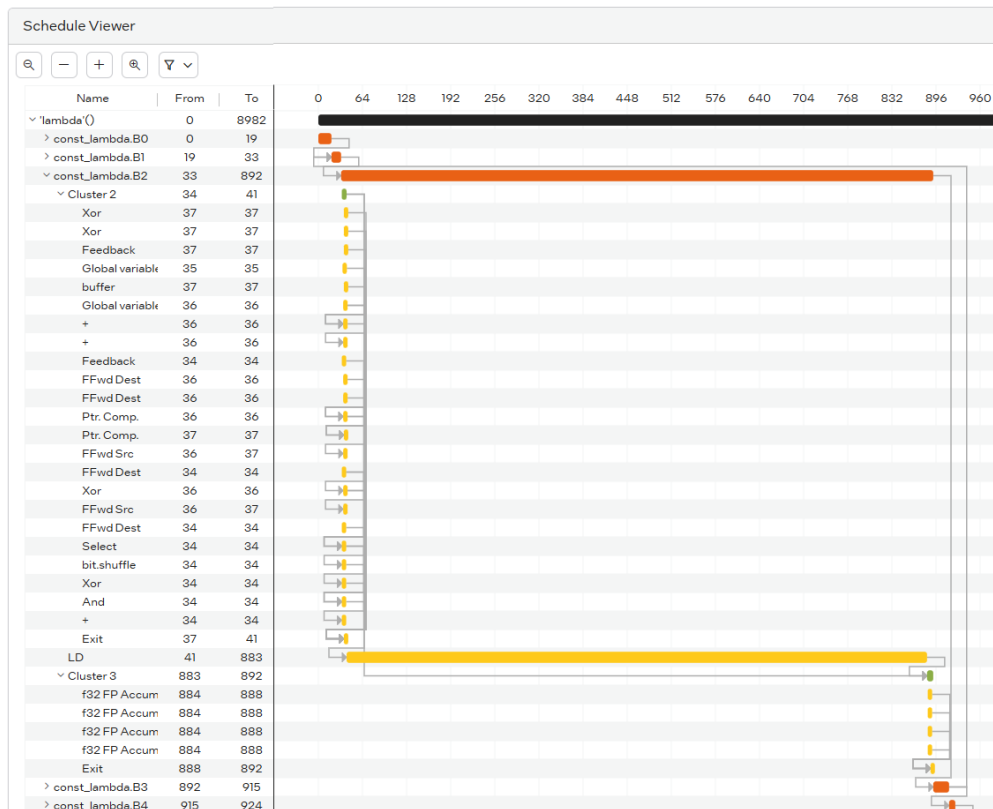 Schedule Viewer
Name From To 0 64 128 192 256 320 384 448 512 576 640 704 768 832 896 960
'lambda'() 0 8982
const_lambda.B0 0 19
const_lambda.B1 19 33
const_lambda.B2 33 892
Cluster 2 34 41
Xor 37 37
Xor 37 37
Feedback 37 37
Global variable 35 35
buffer 37 37
Global variable 36 36
+ 36 36
+ 36 36
Feedback 34 34
FFwd Dest 36 36
FFwd Dest 36 36
Ptr. Comp. 36 36
Ptr. Comp. 37 37
FFwd Src 36 37
FFwd Dest 34 34
Xor 36 36
FFwd Src 36 37
FFwd Dest 34 34
Select 34 34
bit.shuffle 34 34
Xor 34 34
And 34 34
+ 34 34
Exit 37 41
LD 41 883
Cluster 3 883 892
f32 FP Accum 884 888
f32 FP Accum 884 888
f32 FP Accum 884 888
f32 FP Accum 884 888
Exit 888 892
const_lambda.B3 892 915
const_lambda.B4 915 924